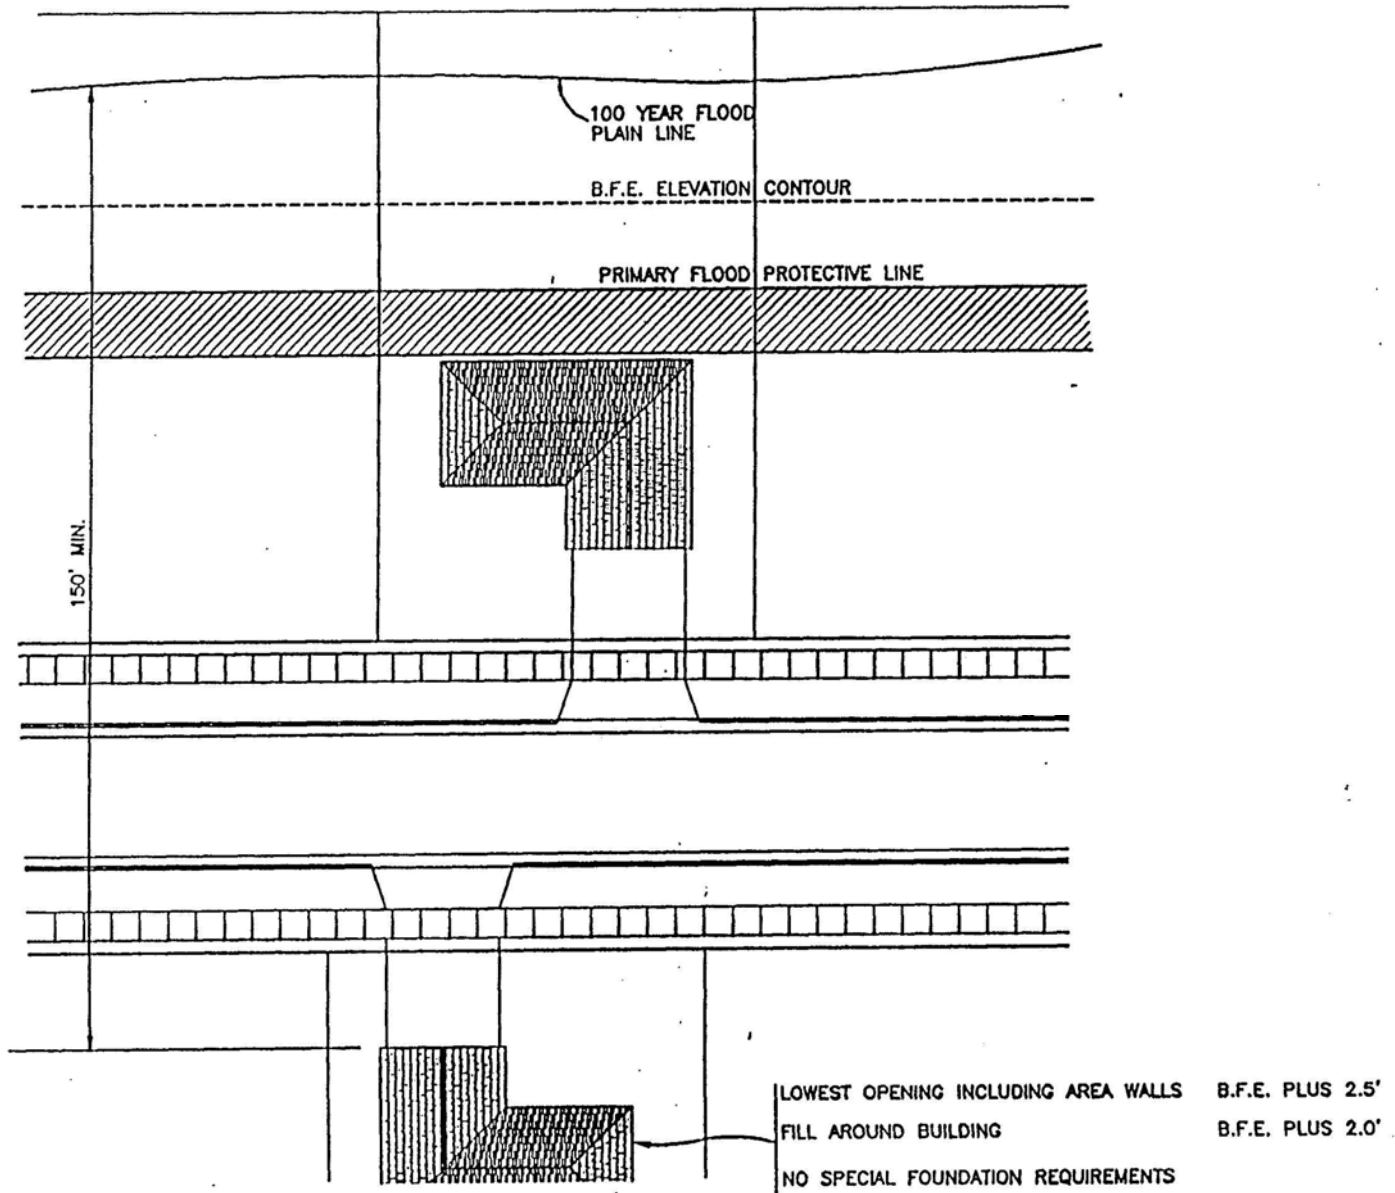 100 YEAR FLOOD
PLAIN LINE
B.F.E. ELEVATION CONTOUR
PRIMARY FLOOD PROTECTIVE LINE
150' MIN.
LOWEST OPENING INCLUDING AREA WALLS B.F.E. PLUS 2.5'
FILL AROUND BUILDING B.F.E. PLUS 2.0'
NO SPECIAL FOUNDATION REQUIREMENTS